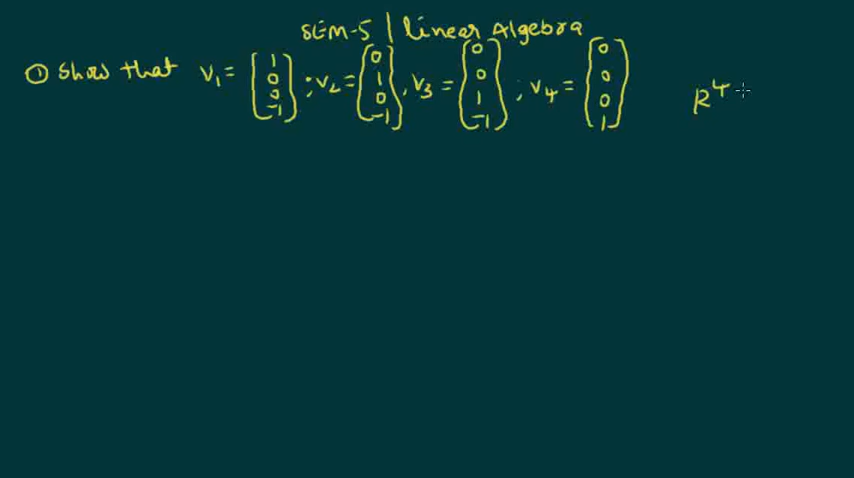 SEM-5 | Linear Algebra
① Show that v₁ = [1 0 0 -1] ; v₂ = [0 1 0 -1] , v₃ = [0 0 1 -1] ; v₄ = [0 0 0 1] R⁴